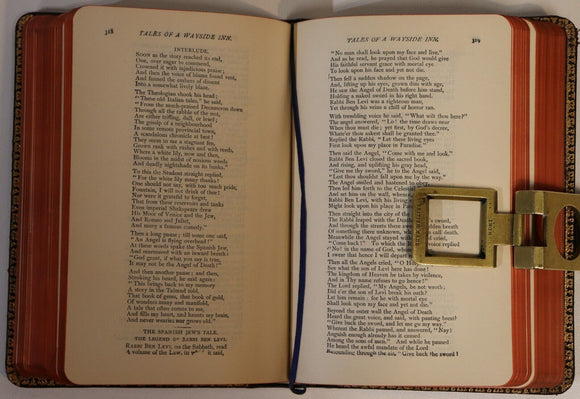 318 TALES OF A WAYSIDE INN.
INTERLUDE.
SOON as the story reached its end,
One, over eager to commend,
Crowned it with injudicious praise;
And then the voice of blame found vent,
And fanned the embers of dissent
Into a somewhat lively blaze.
The Theologian shook his head;
"These old Italian tales," he said,
"From the much-praised Decameron down
Through all the rabble of the rest,
Are either trifling, dull, or lewd;
The gossip of a neighbourhood
In some remote provincial town,
A scandalous chronicle at best!
They seem to me a stagnant fen,
Grown rank with rushes and with reeds,
Where a white lily, now and then,
Blooms in the midst of noxious weeds
And deadly nightshade on its banks."
To this the Student straight replied,
"For the white lily many thanks!
One should not say, with too much pride,
Fountain, I will not drink of thee!
Nor were it grateful to forget,
That from these reservoirs and tanks
Even imperial Shakspeare drew
His Moor of Venice and the Jew,
And Romeo and Juliet,
And many a famous comedy."
Then a long pause; till some one said,
"An Angel is flying overhead!"
At these words spake the Spanish Jew,
And murmured with an inward breath:
"God grant, if what you say is true,
It may not be the Angel of Death!"
And then another pause; and then,
Stroking his beard, he said again:
"This brings back to my memory
A story in the Talmud told,
That book of gems, that book of gold,
Of wonders many and manifold,
A story that often comes to me,
And fills my heart, and haunts my brain,
And never wearies nor grows old."
THE SPANISH JEW'S TALE.
THE LEGEND OF RABBI BEN LEVI.
RABBI BEN LEVI, on the Sabbath, read
A volume of the Law, in it said,
TALES OF A WAYSIDE INN. 319
"No man shall look upon my face and live."
And as he read, he prayed that God would give
His faithful servant grace with mortal eye
To look upon his face and yet not die.
Then fell a sudden shadow on the page,
And, lifting up his eyes, grown dim with age,
He saw the Angel of Death before him stand,
Holding a naked sword in his right hand.
Rabbi Ben Levi was a righteous man,
Yet through his veins a chill of horror ran.
With trembling voice he said, "What wilt thou here?"
The angel answered, "Lo! the time draws near
When thou must die; yet first, by God's decree,
Whate'er thou askest shall be granted thee."
Replied the Rabbi, "Let these living eyes
First look upon my place in Paradise."
Then said the Angel, "Come with me and look."
Rabbi Ben Levi closed the sacred book,
And rising, and uplifting his gray head,
"Give me thy sword," he to the Angel said,
"Lest thou shouldst fall upon me by the way."
The Angel smiled and hastened to
Then led him forth to the Celestial
And set him on the wall, whence
Might look upon his place in Paradise
Then straight into the city of the
The Rabbi leaped with the Dead Angel's sword,
And through the streets there swept a sudden breath
Of something there unknown, which men call death.
Meanwhile the Angel stayed without, and cried,
"Come back!" To which the Rabbi's voice replied
"No! in the name of God, whom
I swear that hence I will depart
Then all the Angels cried, "O
See what the son of Levi here has done!
The kingdom of Heaven he takes by violence,
And in Thy name refuses to go hence!"
The Lord replied, "My Angels, be not wroth;
Did e'er the son of Levi break his oath?
Let him remain: for he with mortal eye
Shall look upon my face and yet not die."
Beyond the outer wall the Angel of Death
Heard the great voice, and said, with panting breath,
"Give back the sword, and let me go my way."
Whereat the Rabbi paused, and answered, "Nay!
Anguish enough already has it caused
Among the sons of men." And while he paused
He heard the awful mandate of the Lord
Resounding through the air, "Give back the sword!